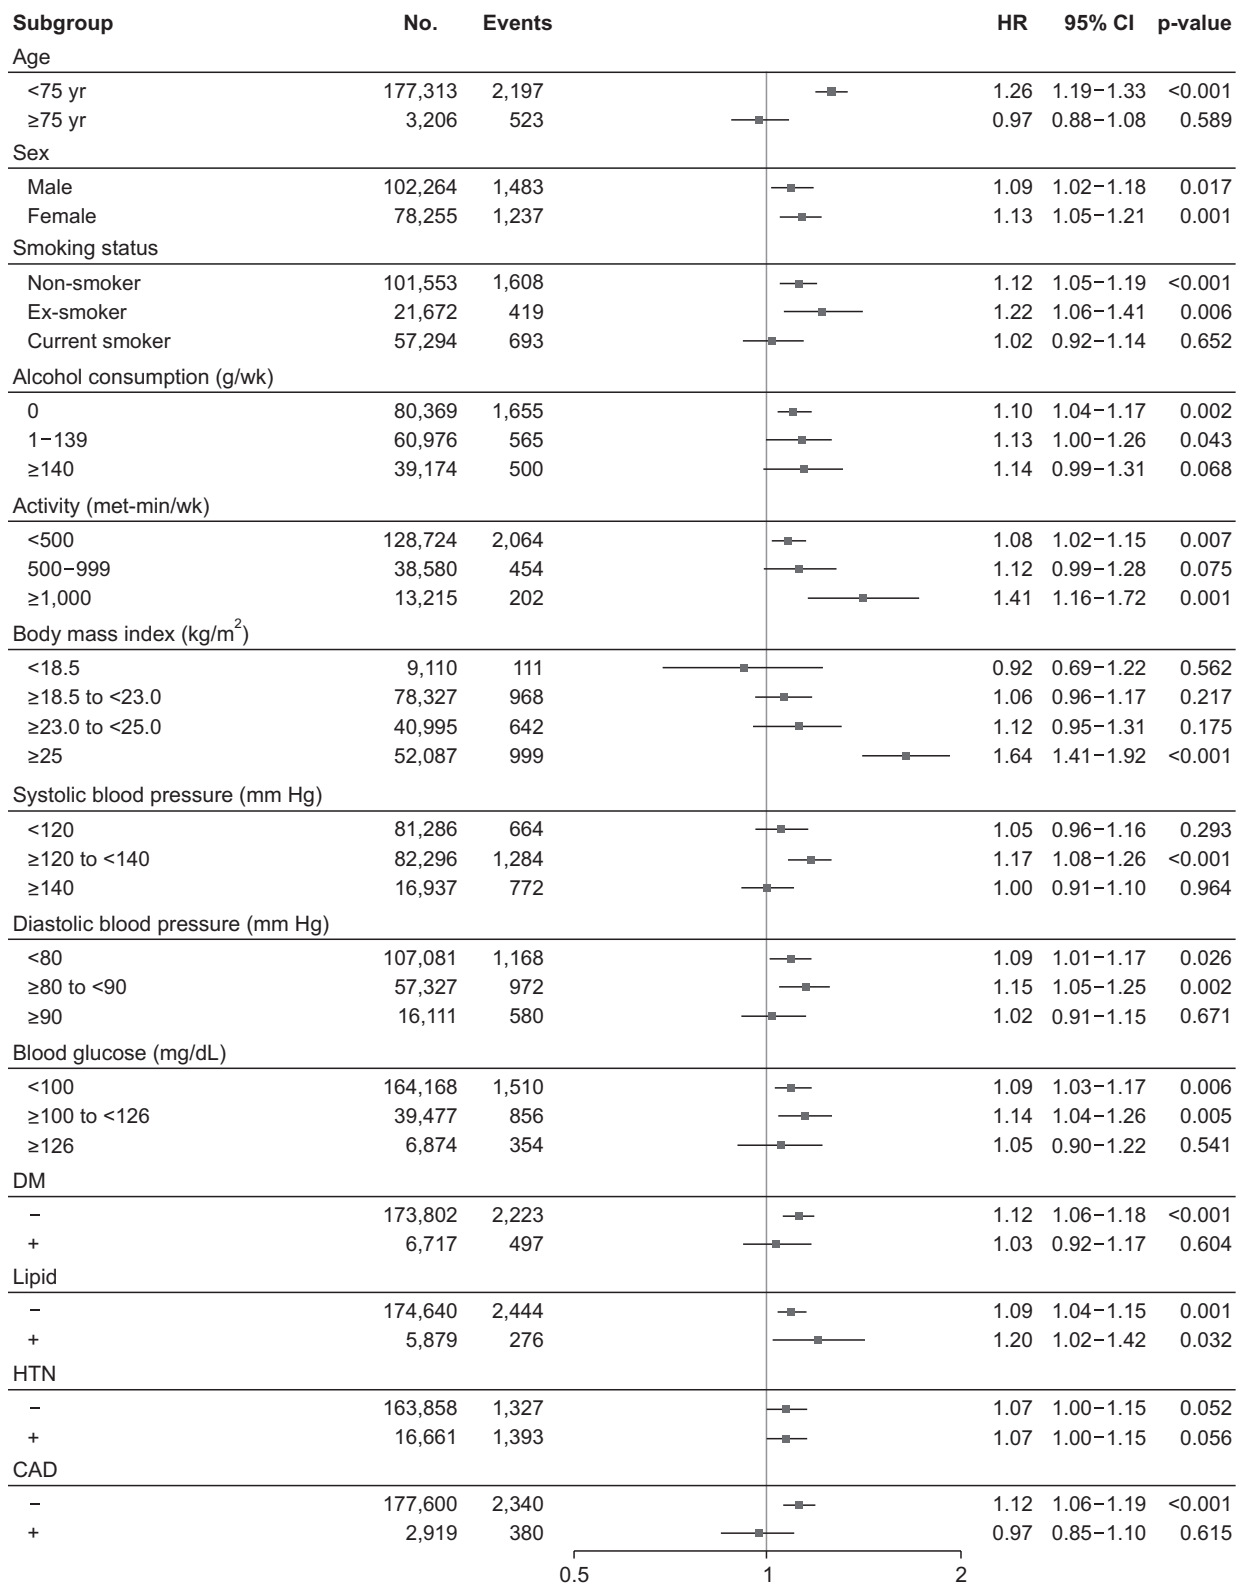 Subgroup No. Events HR 95% CI p-value
Age
<75 yr 177,313 2,197 1.26 1.19–1.33 <0.001
≥75 yr 3,206 523 0.97 0.88–1.08 0.589
Sex
Male 102,264 1,483 1.09 1.02–1.18 0.017
Female 78,255 1,237 1.13 1.05–1.21 0.001
Smoking status
Non-smoker 101,553 1,608 1.12 1.05–1.19 <0.001
Ex-smoker 21,672 419 1.22 1.06–1.41 0.006
Current smoker 57,294 693 1.02 0.92–1.14 0.652
Alcohol consumption (g/wk)
0 80,369 1,655 1.10 1.04–1.17 0.002
1–139 60,976 565 1.13 1.00–1.26 0.043
≥140 39,174 500 1.14 0.99–1.31 0.068
Activity (met-min/wk)
<500 128,724 2,064 1.08 1.02–1.15 0.007
500–999 38,580 454 1.12 0.99–1.28 0.075
≥1,000 13,215 202 1.41 1.16–1.72 0.001
Body mass index (kg/m²)
<18.5 9,110 111 0.92 0.69–1.22 0.562
≥18.5 to <23.0 78,327 968 1.06 0.96–1.17 0.217
≥23.0 to <25.0 40,995 642 1.12 0.95–1.31 0.175
≥25 52,087 999 1.64 1.41–1.92 <0.001
Systolic blood pressure (mm Hg)
<120 81,286 664 1.05 0.96–1.16 0.293
≥120 to <140 82,296 1,284 1.17 1.08–1.26 <0.001
≥140 16,937 772 1.00 0.91–1.10 0.964
Diastolic blood pressure (mm Hg)
<80 107,081 1,168 1.09 1.01–1.17 0.026
≥80 to <90 57,327 972 1.15 1.05–1.25 0.002
≥90 16,111 580 1.02 0.91–1.15 0.671
Blood glucose (mg/dL)
<100 164,168 1,510 1.09 1.03–1.17 0.006
≥100 to <126 39,477 856 1.14 1.04–1.26 0.005
≥126 6,874 354 1.05 0.90–1.22 0.541
DM
– 173,802 2,223 1.12 1.06–1.18 <0.001
+ 6,717 497 1.03 0.92–1.17 0.604
Lipid
– 174,640 2,444 1.09 1.04–1.15 0.001
+ 5,879 276 1.20 1.02–1.42 0.032
HTN
– 163,858 1,327 1.07 1.00–1.15 0.052
+ 16,661 1,393 1.07 1.00–1.15 0.056
CAD
– 177,600 2,340 1.12 1.06–1.19 <0.001
+ 2,919 380 0.97 0.85–1.10 0.615
0.5 1 2